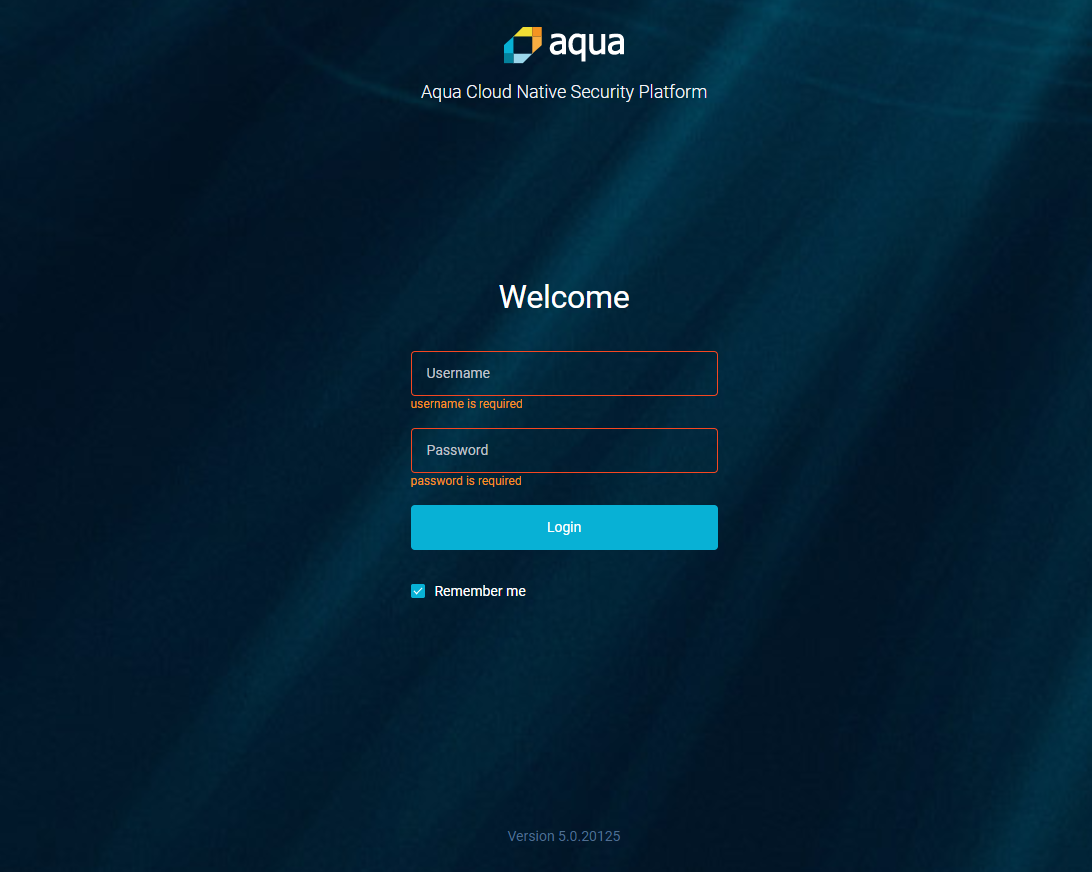 aqua
Aqua Cloud Native Security Platform
Welcome
Username
username is required
Password
password is required
Login
Remember me
Version 5.0.20125